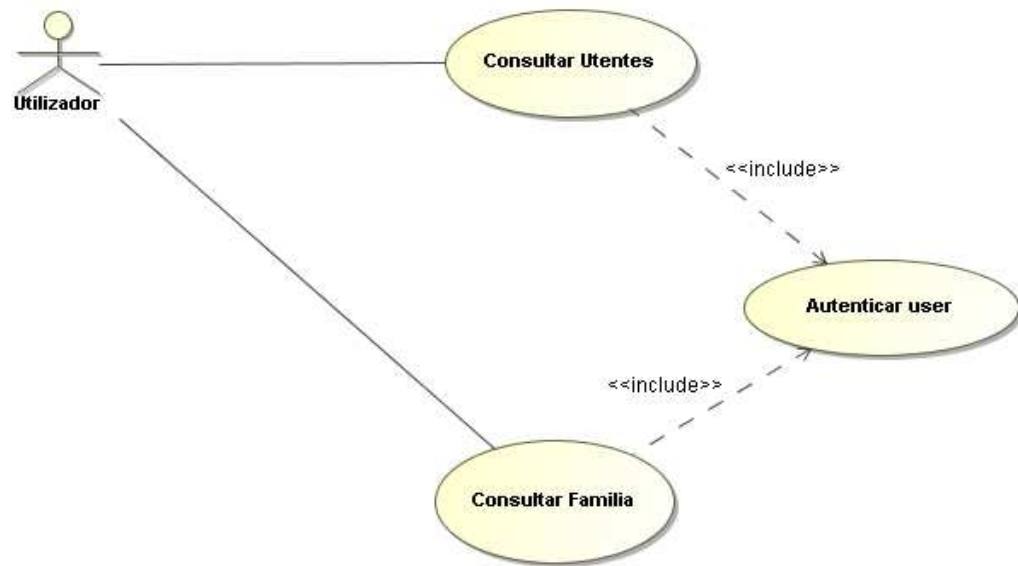 Consultar Utentes
Utilizador
<<include>>
Autenticar user
<<include>>
Consultar Familia